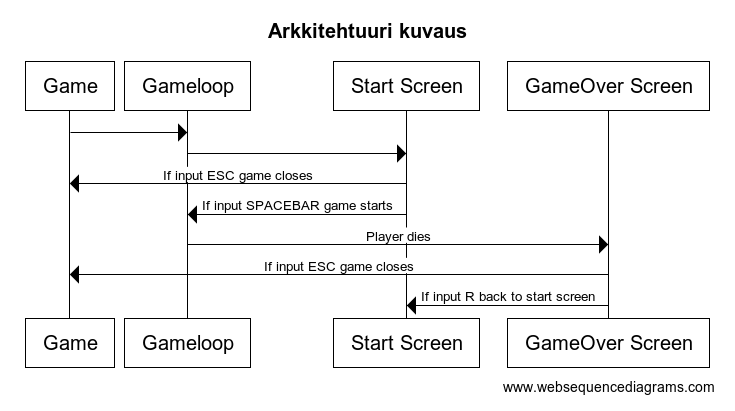 Arkkitehtuuri kuvaus
Game Gameloop Start Screen GameOver Screen
If input ESC game closes
If input SPACEBAR game starts
Player dies
If input ESC game closes
If input R back to start screen
Game Gameloop Start Screen GameOver Screen
www.websequencediagrams.com